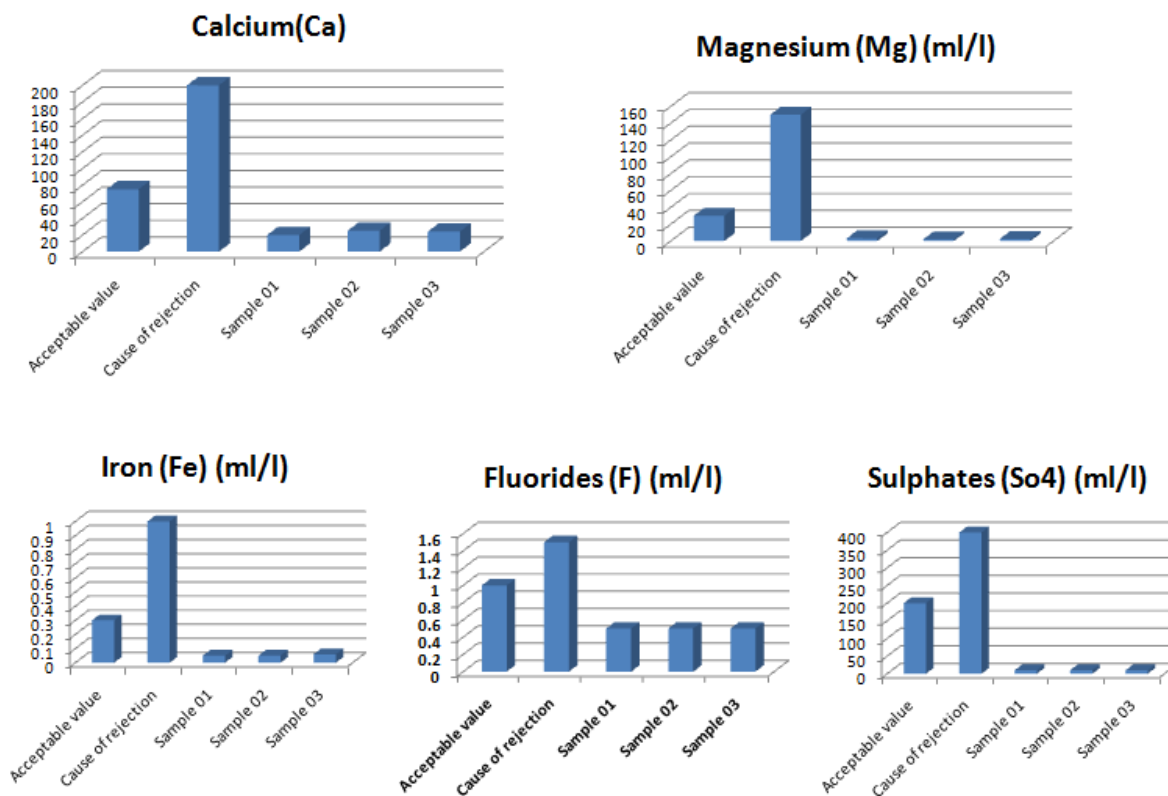 Calcium(Ca)
200
180
160
140
120
100
80
60
40
20
0
Acceptable value
Cause of rejection
Sample 01
Sample 02
Sample 03
Magnesium (Mg) (ml/l)
160
140
120
100
80
60
40
20
0
Acceptable value
Cause of rejection
Sample 01
Sample 02
Sample 03
Iron (Fe) (ml/l)
1
0.9
0.8
0.7
0.6
0.5
0.4
0.3
0.2
0.1
0
Acceptable value
Cause of rejection
Sample 01
Sample 02
Sample 03
Fluorides (F) (ml/l)
1.6
1.4
1.2
1
0.8
0.6
0.4
0.2
0
Acceptable value
Cause of rejection
Sample 01
Sample 02
Sample 03
Sulphates (So4) (ml/l)
400
350
300
250
200
150
100
50
0
Acceptable value
Cause of rejection
Sample 01
Sample 02
Sample 03